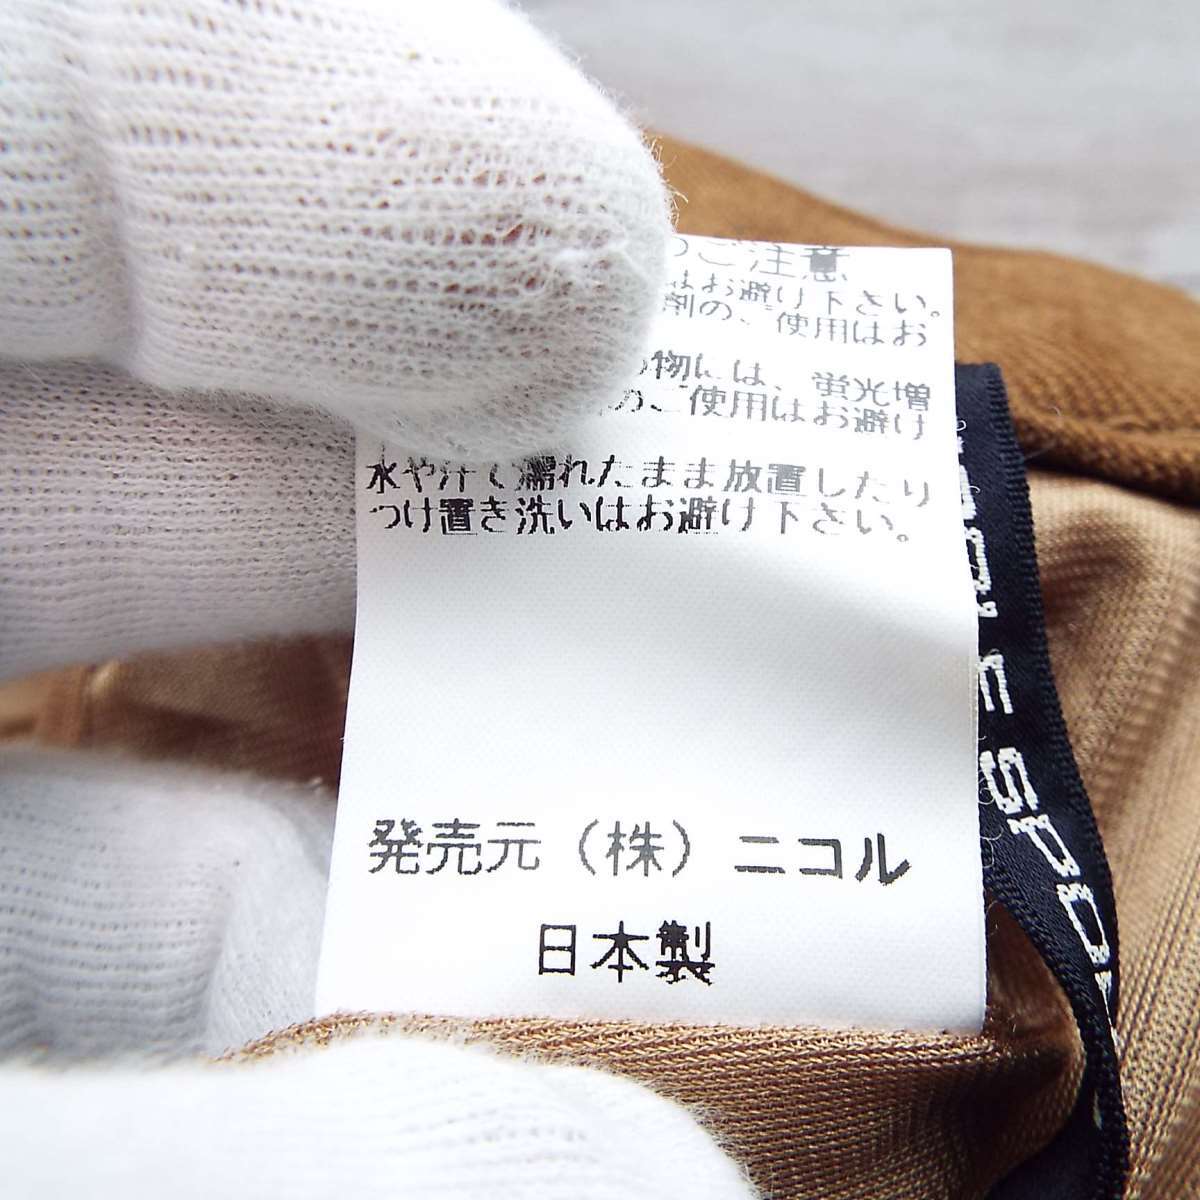 のご注意
はお避け下さい。
剤の、使用はお
の物には、蛍光増
のご使用はお避け
水や汗で濡れたまま放置したり
つけ置き洗いはお避け下さい。
発売元（株）ニコル
日本製